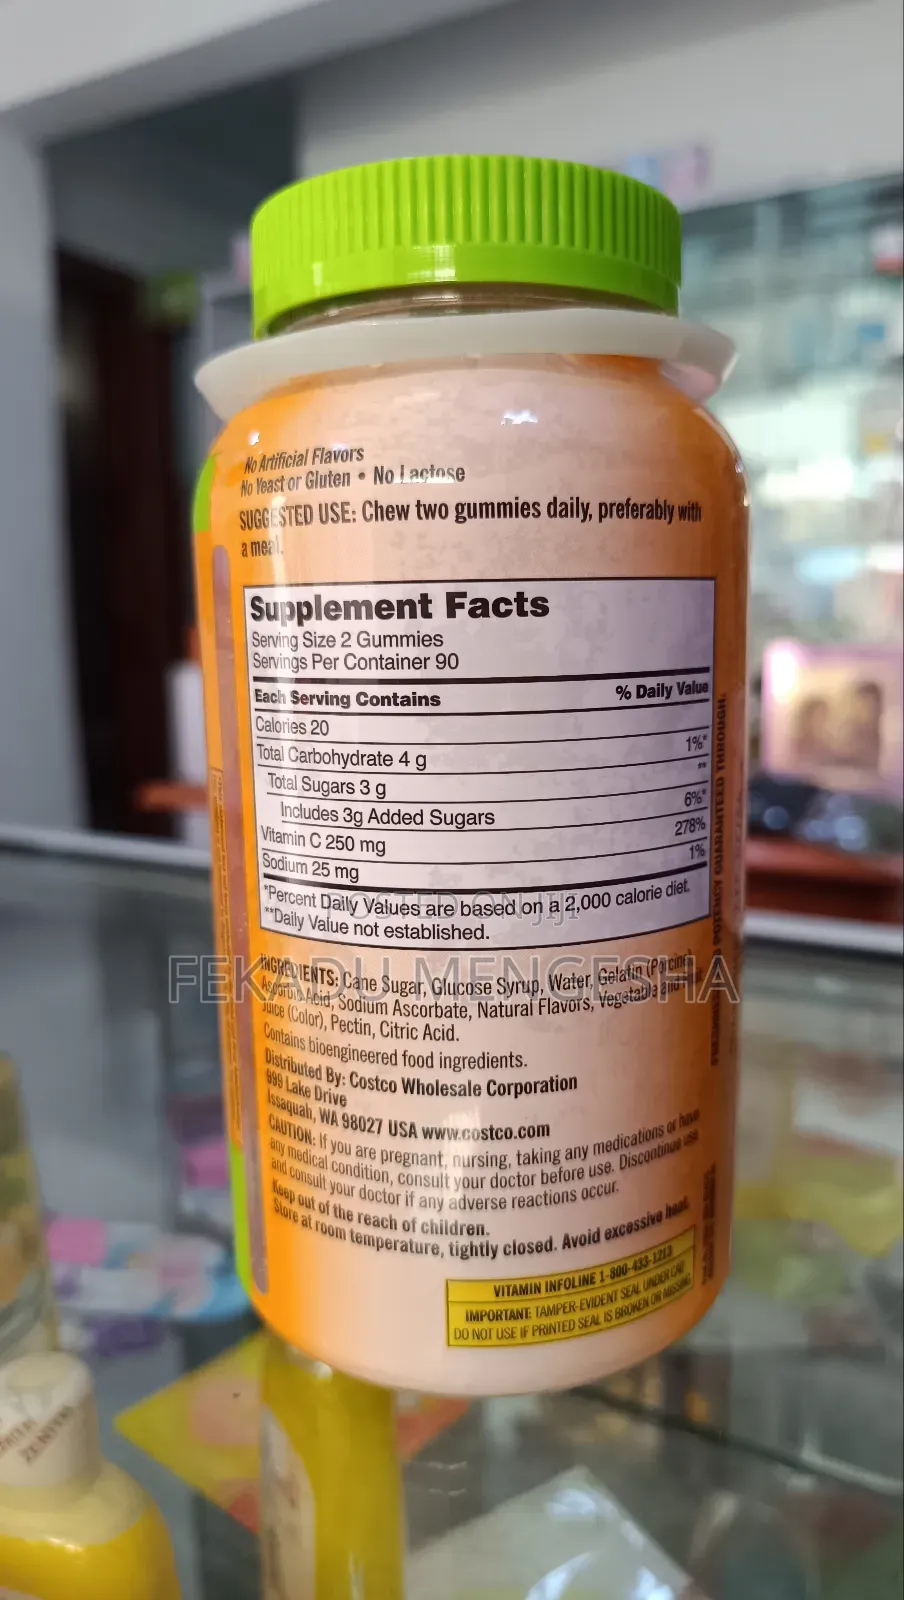 No Artificial Flavors
No Yeast or Gluten • No Lactose
SUGGESTED USE: Chew two gummies daily, preferably with
a meal.
Supplement Facts
Serving Size 2 Gummies
Servings Per Container 90
Each Serving Contains % Daily Value
Calories 20
Total Carbohydrate 4 g 1%*
Total Sugars 3 g **
Includes 3g Added Sugars 6%*
Vitamin C 250 mg 278%
Sodium 25 mg 1%
*Percent Daily Values are based on a 2,000 calorie diet.
**Daily Value not established.
POSTED ON JIJI
FEKADU MENGESHA
INGREDIENTS: Cane Sugar, Glucose Syrup, Water, Gelatin (Porcine),
Ascorbic Acid, Sodium Ascorbate, Natural Flavors, Vegetable and
Juice (Color), Pectin, Citric Acid.
Contains bioengineered food ingredients.
Distributed By: Costco Wholesale Corporation
999 Lake Drive
Issaquah, WA 98027 USA www.costco.com
CAUTION: If you are pregnant, nursing, taking any medications or have
any medical condition, consult your doctor before use. Discontinue use
and consult your doctor if any adverse reactions occur.
Keep out of the reach of children.
Store at room temperature, tightly closed. Avoid excessive heat.
VITAMIN INFOLINE 1-800-433-1213
IMPORTANT: TAMPER-EVIDENT SEAL UNDER CAP
DO NOT USE IF PRINTED SEAL IS BROKEN OR MISSING
POTENCY GUARANTEED THROUGH: